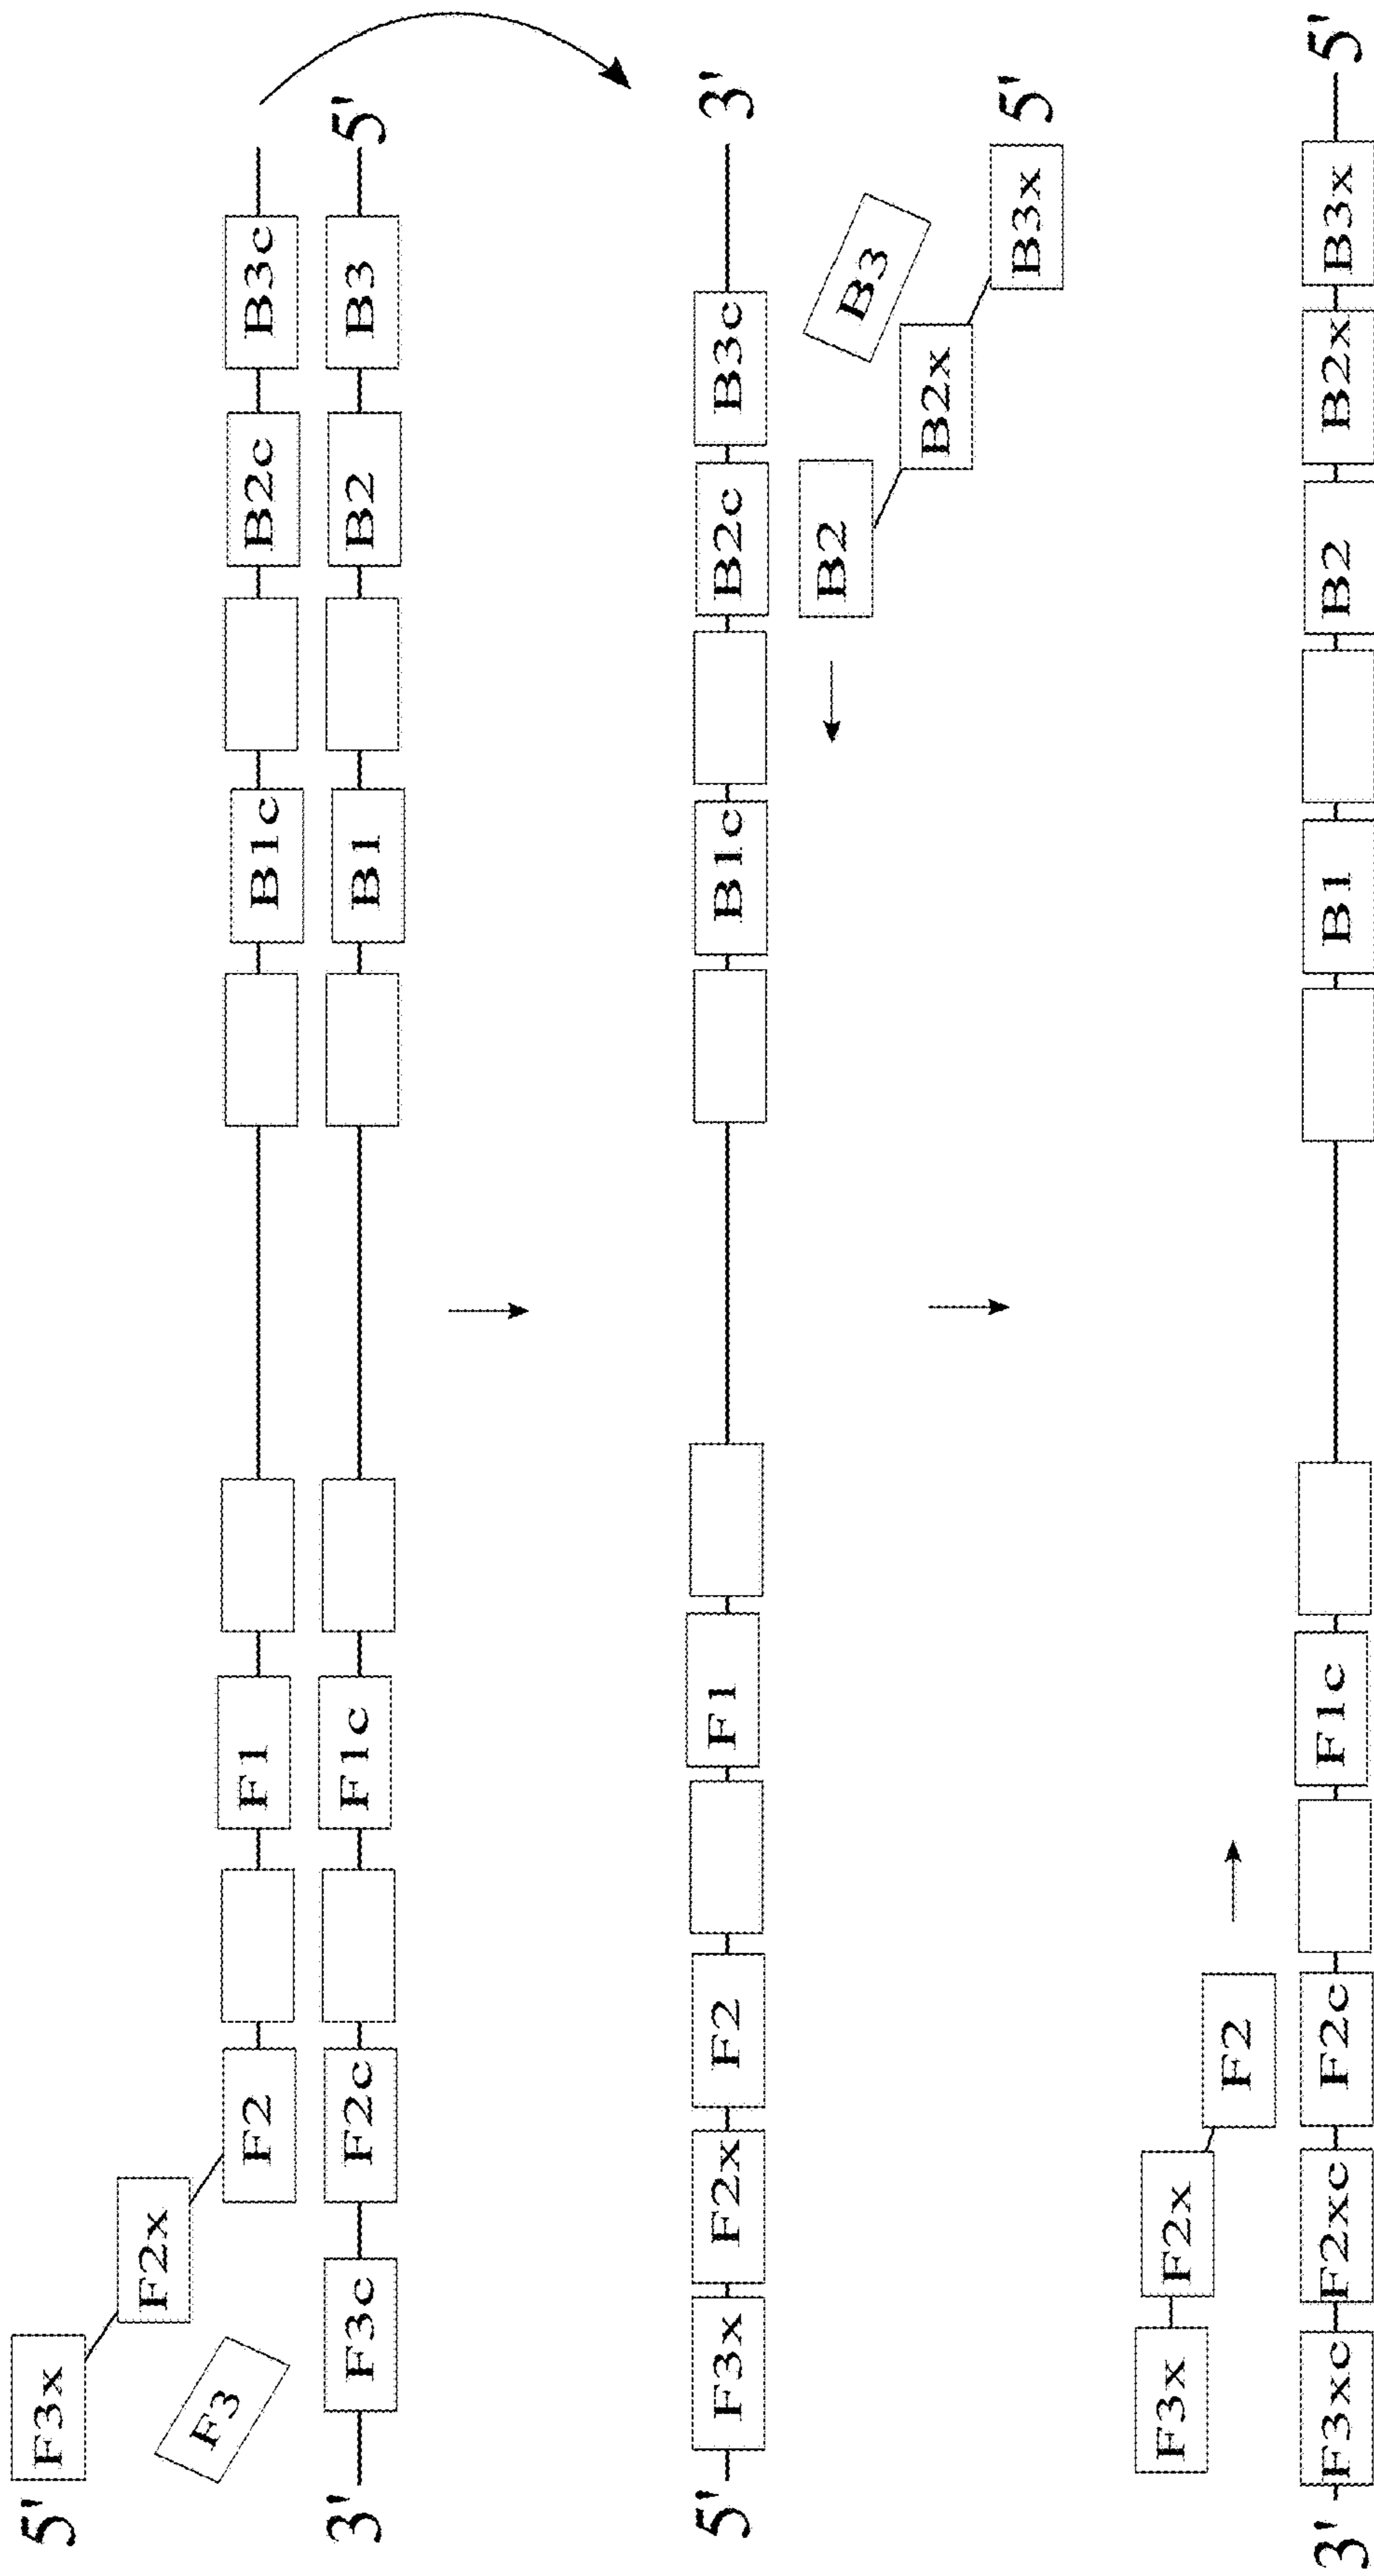 5' F3x F2x
F3
F2 F1 B1c B2c B3c
3' F3c F2c F1c B1 B2 B3 5'
5' F3x F2x F2 F1 B1c B2c B3c 3'
B2 B3
B2x
B3x 5'
F3x F2x
F2
3' F3xc F2xc F2c F1c B1 B2 B2x B3x 5'